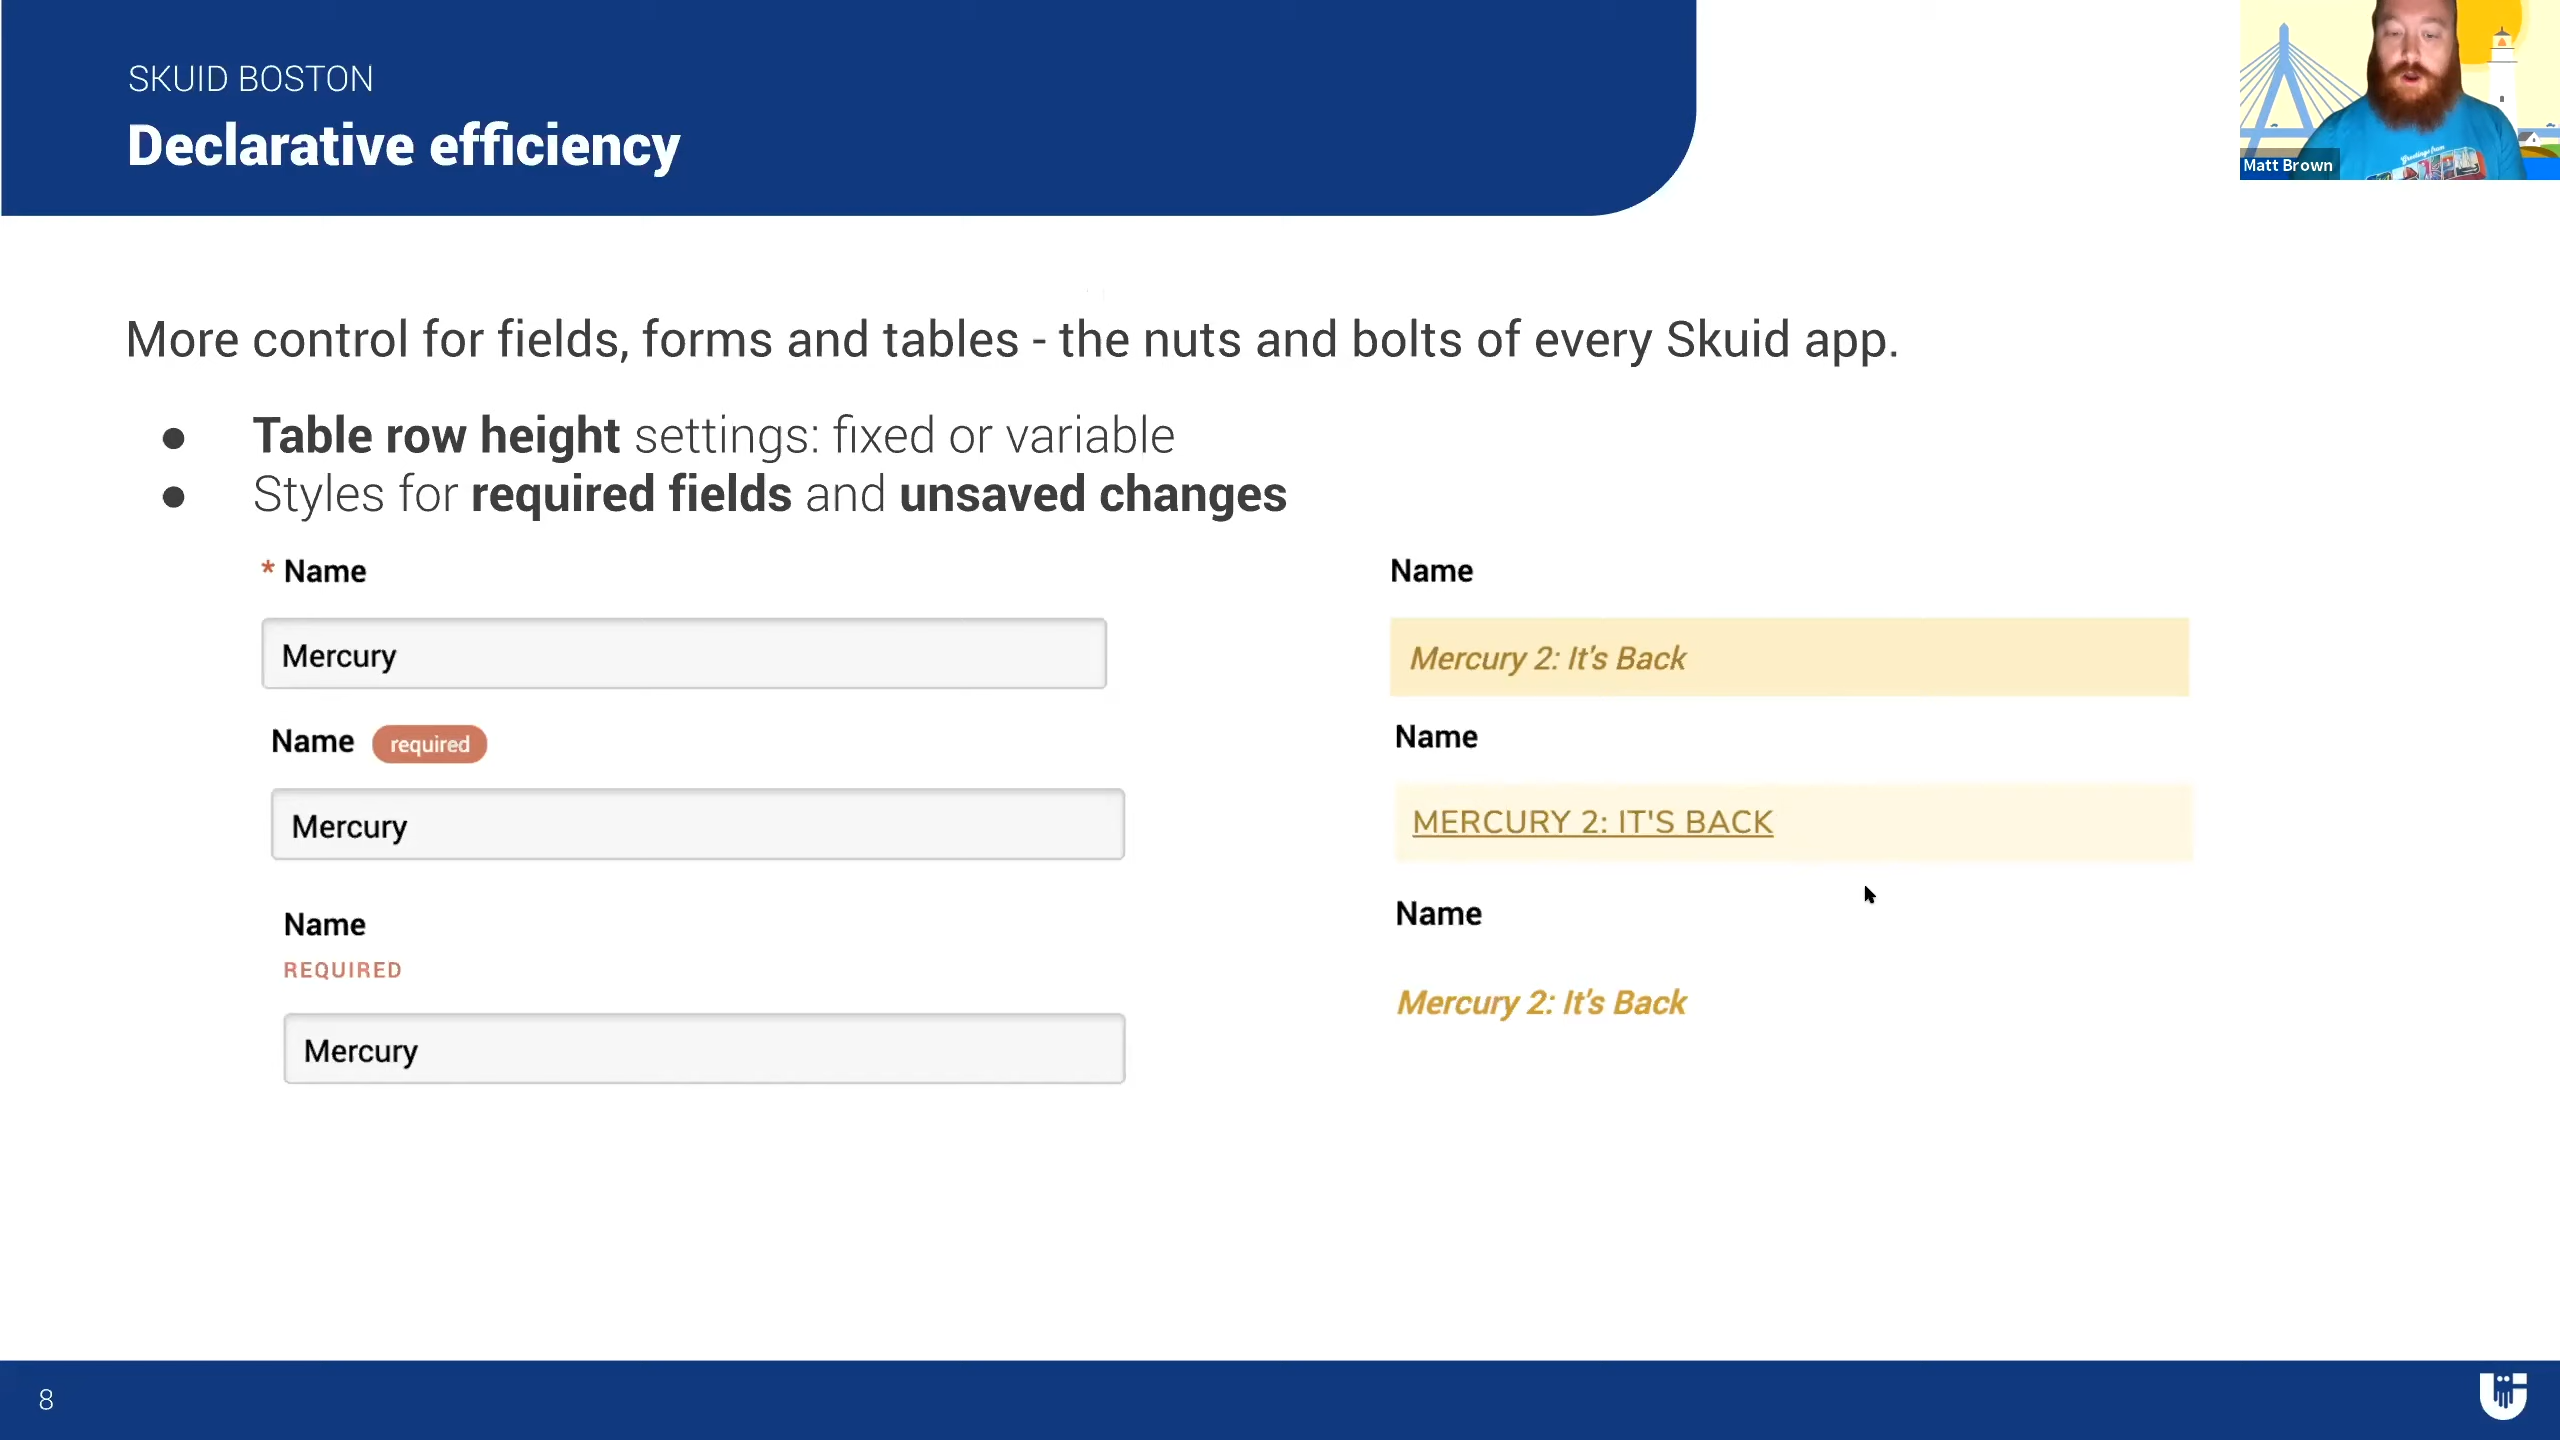 SKUID BOSTON
Declarative efficiency
Matt Brown
More control for fields, forms and tables - the nuts and bolts of every Skuid app.
● Table row height settings: fixed or variable
● Styles for required fields and unsaved changes
* Name
Mercury
Name required
Mercury
Name
REQUIRED
Mercury
Name
Mercury 2: It's Back
Name
MERCURY 2: IT'S BACK
Name
Mercury 2: It's Back
8